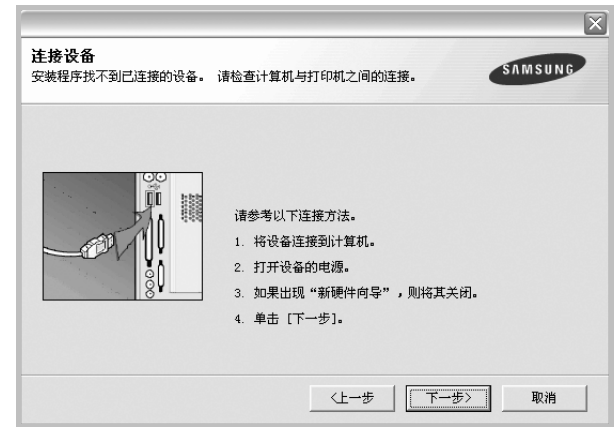 连接设备
安装程序找不到已连接的设备。 请检查计算机与打印机之间的连接。
SAMSUNG
请参考以下连接方法。
1. 将设备连接到计算机。
2. 打开设备的电源。
3. 如果出现“新硬件向导”，则将其关闭。
4. 单击 [下一步]。
<上一步
下一步>
取消